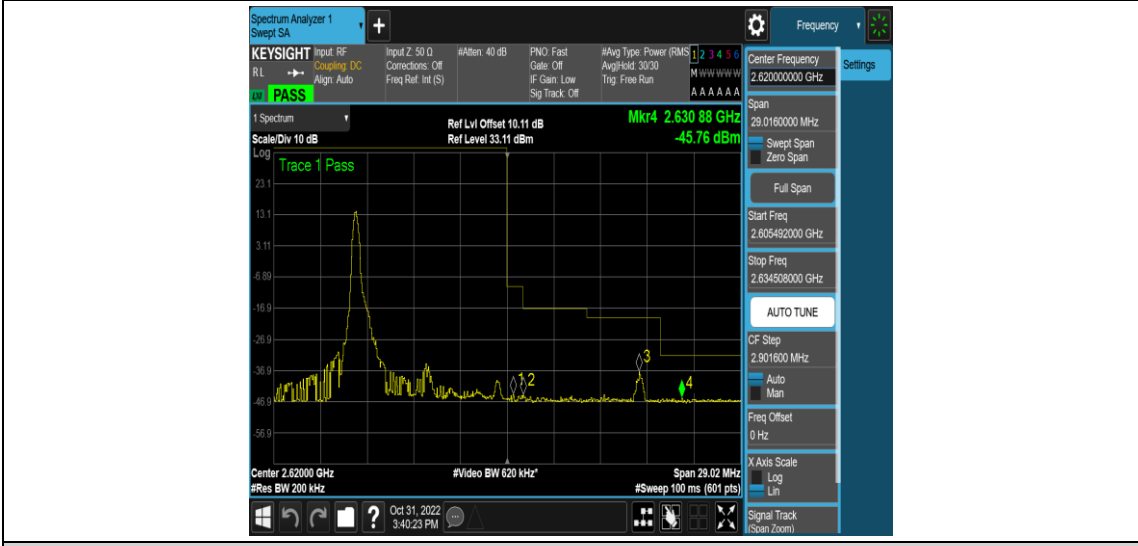 Spectrum Analyzer 1
Swept SA
+
Frequency
KEYSIGHT
RL
LXI
PASS
Input: RF
Coupling: DC
Align: Auto
Input Z: 50 Ω
Corrections: Off
Freq Ref: Int (S)
#Atten: 40 dB
PNO: Fast
Gate: Off
IF Gain: Low
Sig Track: Off
#Avg Type: Power (RMS
Avg|Hold: 30/30
Trig: Free Run
1 2 3 4 5 6
M W W W W W
A A A A A A
Center Frequency
2.620000000 GHz
Settings
Span
29.0160000 MHz
Swept Span
Zero Span
Full Span
Start Freq
2.605492000 GHz
Stop Freq
2.634508000 GHz
AUTO TUNE
CF Step
2.901600 MHz
Auto
Man
Freq Offset
0 Hz
X Axis Scale
Log
Lin
Signal Track
(Span Zoom)
1 Spectrum
Scale/Div 10 dB
Ref Lvl Offset 10.11 dB
Ref Level 33.11 dBm
Mkr4 2.630 88 GHz
-45.76 dBm
Log
Trace 1 Pass
23.1
13.1
3.11
-6.89
-16.9
-26.9
-36.9
-45.9
-56.9
1
2
3
4
Center 2.62000 GHz
#Res BW 200 kHz
#Video BW 620 kHz*
Span 29.02 MHz
#Sweep 100 ms (601 pts)
?
Oct 31, 2022
3:40:23 PM